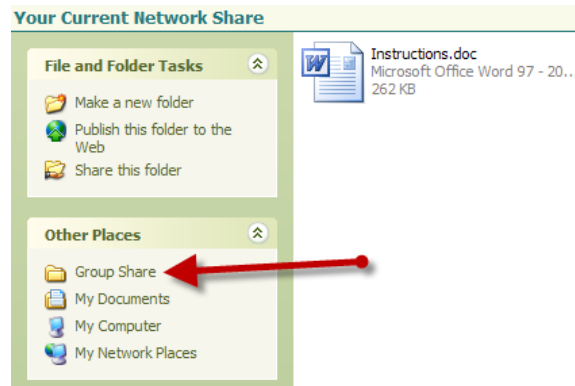 Your Current Network Share
File and Folder Tasks
Make a new folder
Publish this folder to the
Web
Share this folder
Other Places
Group Share
My Documents
My Computer
My Network Places
Instructions.doc
Microsoft Office Word 97 - 20...
262 KB